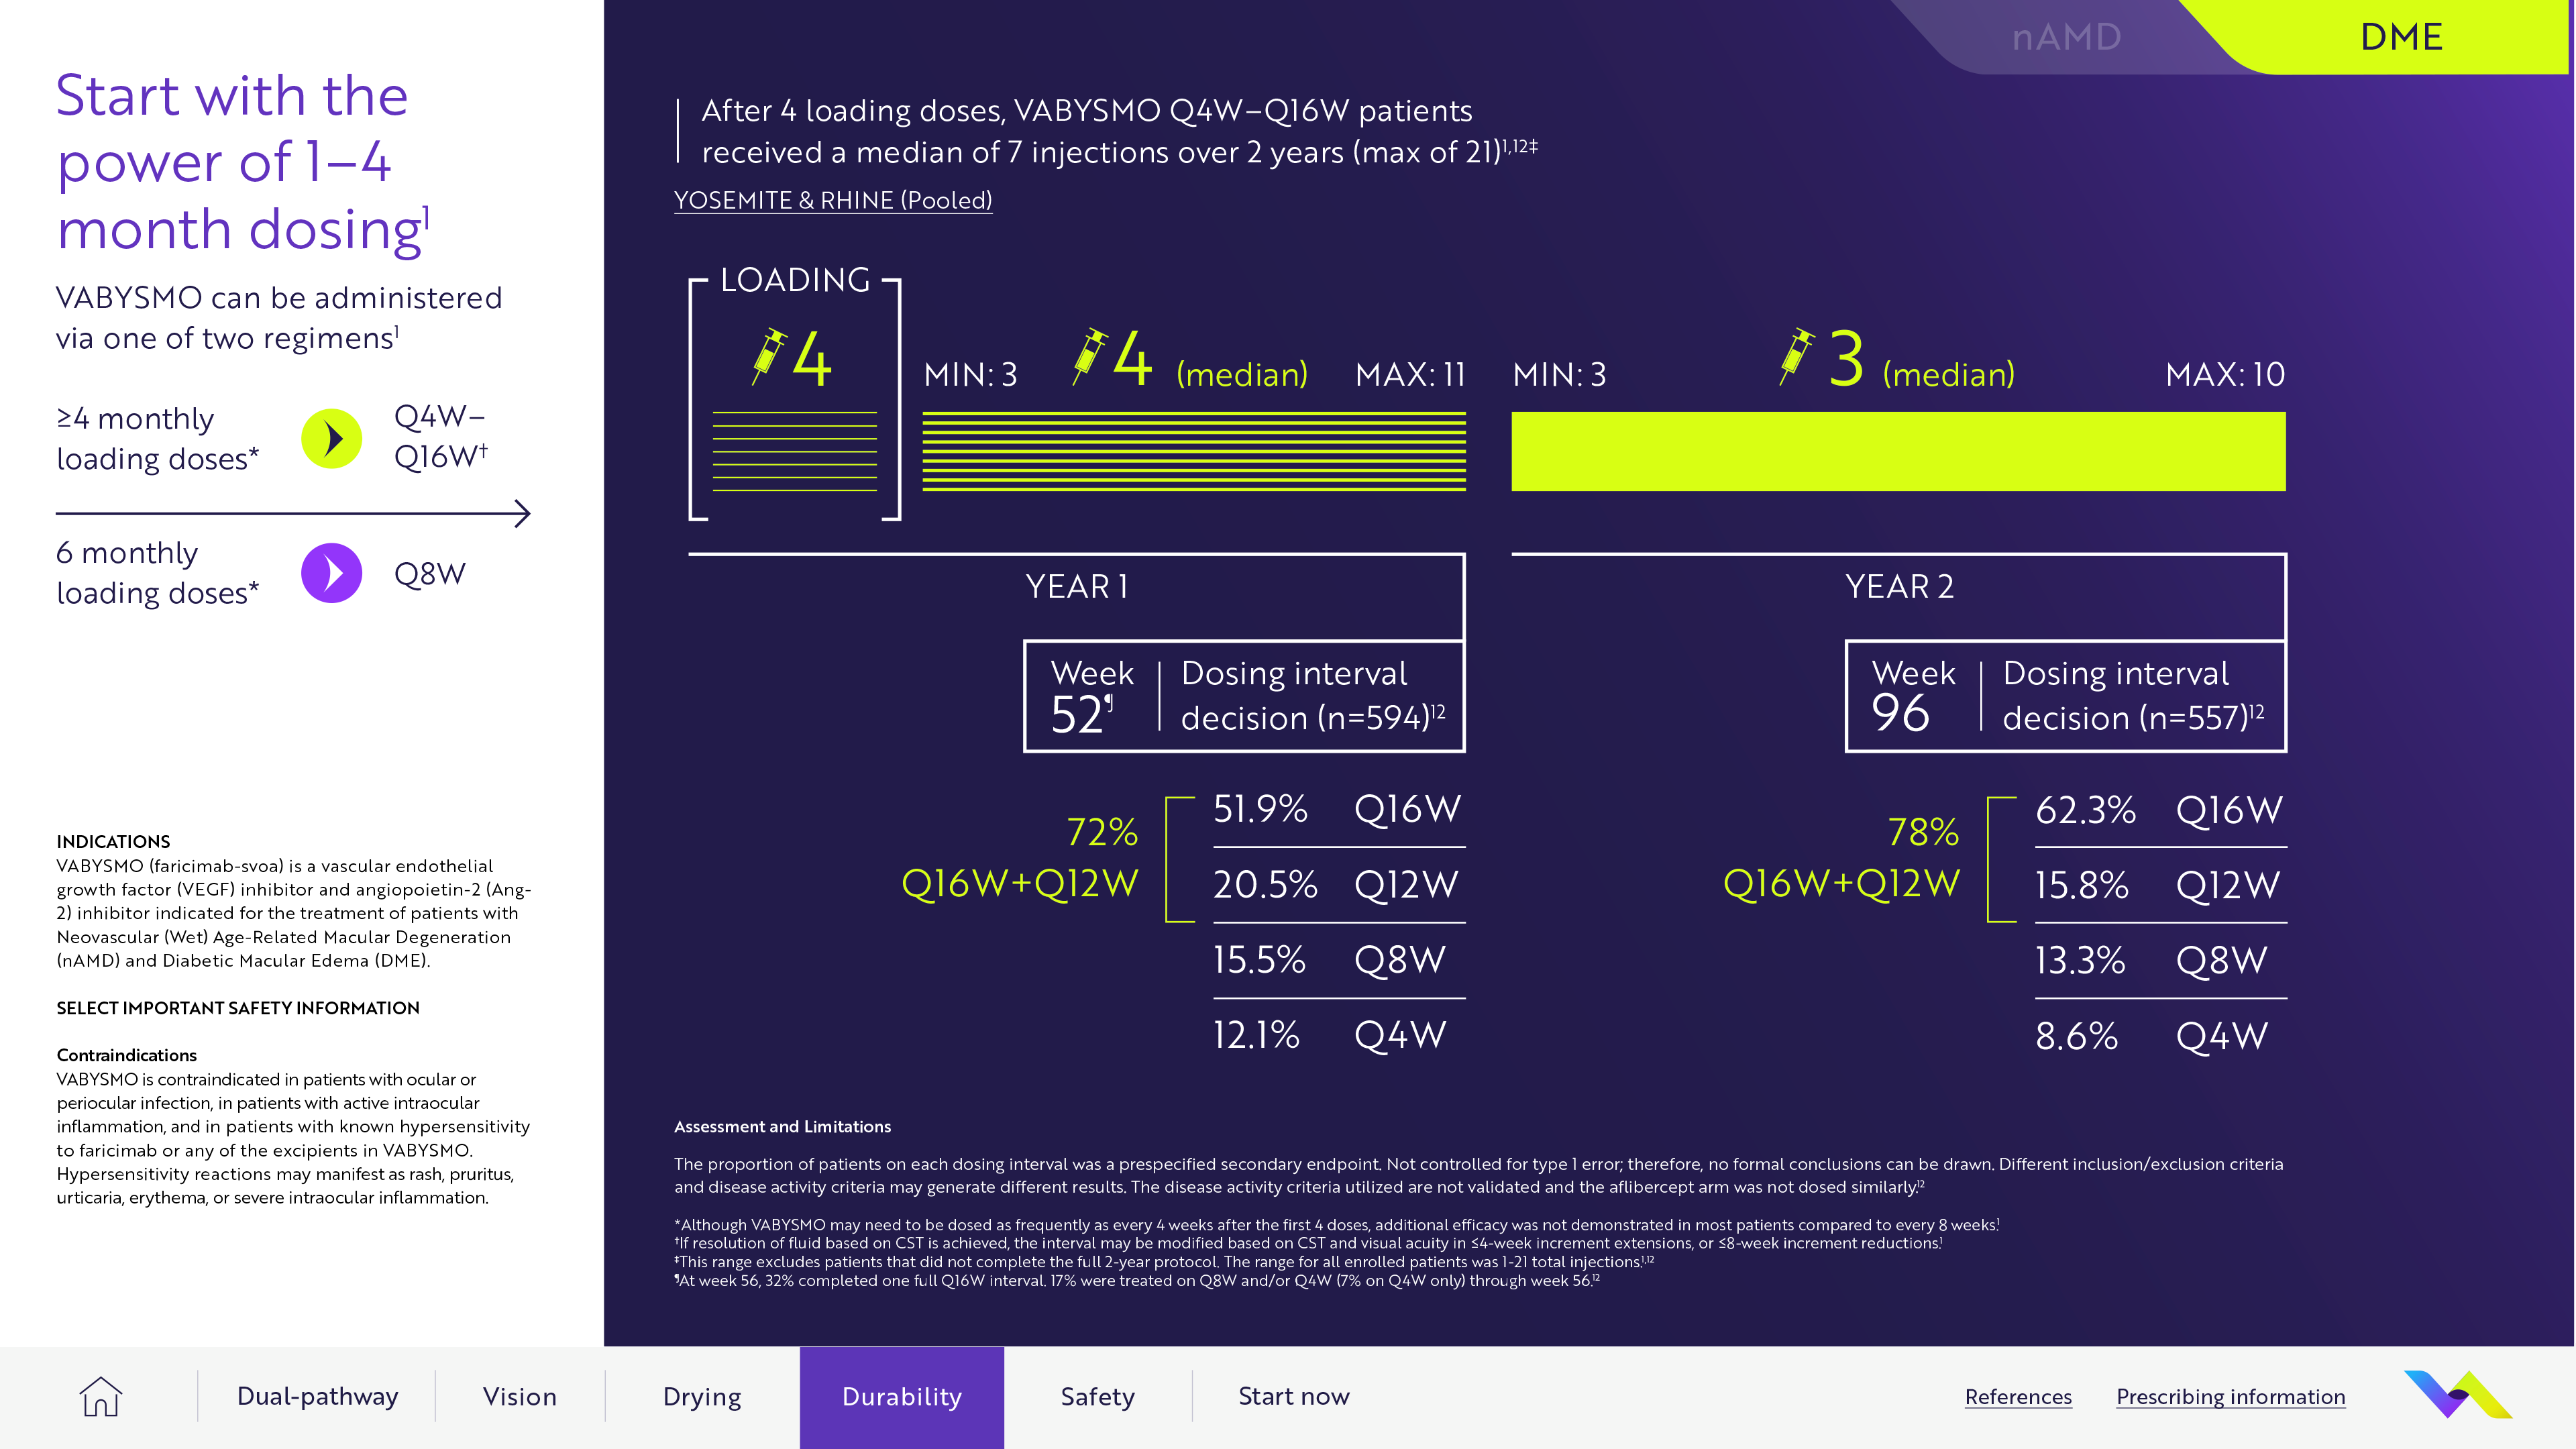 nAMD
DME
Start with the
power of 1–4
month dosing¹
VABYSMO can be administered
via one of two regimens¹
≥4 monthly
loading doses*
Q4W–
Q16W†
6 monthly
loading doses*
Q8W
INDICATIONS
VABYSMO (faricimab-svoa) is a vascular endothelial
growth factor (VEGF) inhibitor and angiopoietin-2 (Ang-
2) inhibitor indicated for the treatment of patients with
Neovascular (Wet) Age-Related Macular Degeneration
(nAMD) and Diabetic Macular Edema (DME).
SELECT IMPORTANT SAFETY INFORMATION
Contraindications
VABYSMO is contraindicated in patients with ocular or
periocular infection, in patients with active intraocular
inflammation, and in patients with known hypersensitivity
to faricimab or any of the excipients in VABYSMO.
Hypersensitivity reactions may manifest as rash, pruritus,
urticaria, erythema, or severe intraocular inflammation.
After 4 loading doses, VABYSMO Q4W–Q16W patients
received a median of 7 injections over 2 years (max of 21)¹,¹²‡
YOSEMITE & RHINE (Pooled)
LOADING
4
MIN: 3 4 (median) MAX: 11
MIN: 3 3 (median) MAX: 10
YEAR 1
Week
52¶
Dosing interval
decision (n=594)¹²
72%
Q16W+Q12W
51.9% Q16W
20.5% Q12W
15.5% Q8W
12.1% Q4W
YEAR 2
Week
96
Dosing interval
decision (n=557)¹²
78%
Q16W+Q12W
62.3% Q16W
15.8% Q12W
13.3% Q8W
8.6% Q4W
Assessment and Limitations
The proportion of patients on each dosing interval was a prespecified secondary endpoint. Not controlled for type 1 error; therefore, no formal conclusions can be drawn. Different inclusion/exclusion criteria
and disease activity criteria may generate different results. The disease activity criteria utilized are not validated and the aflibercept arm was not dosed similarly.¹²
*Although VABYSMO may need to be dosed as frequently as every 4 weeks after the first 4 doses, additional efficacy was not demonstrated in most patients compared to every 8 weeks.¹
†If resolution of fluid based on CST is achieved, the interval may be modified based on CST and visual acuity in ≤4-week increment extensions, or ≤8-week increment reductions.¹
‡This range excludes patients that did not complete the full 2-year protocol. The range for all enrolled patients was 1-21 total injections.¹,¹²
¶At week 56, 32% completed one full Q16W interval. 17% were treated on Q8W and/or Q4W (7% on Q4W only) through week 56.¹²
Dual-pathway
Vision
Drying
Durability
Safety
Start now
References
Prescribing information